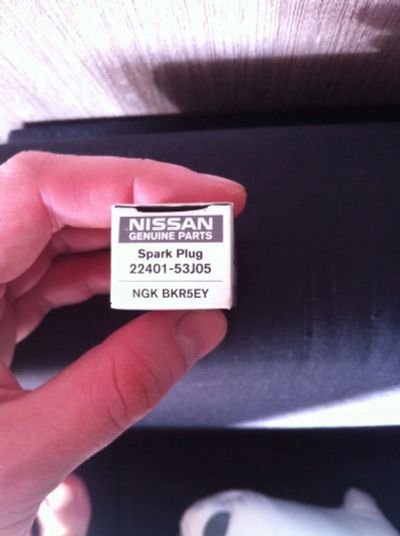 NISSAN
GENUINE PARTS
Spark Plug
22401-53J05
NGK BKR5EY